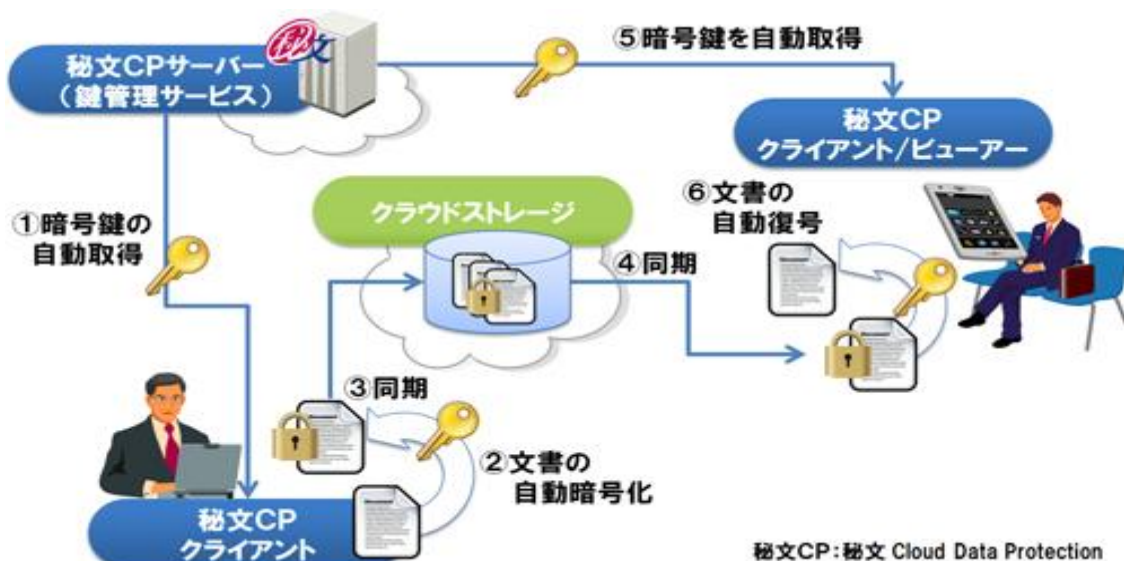 秘文CPサーバー
（鍵管理サービス）
⑤暗号鍵を自動取得
秘文CP
クライアント/ビューアー
①暗号鍵の
自動取得
クラウドストレージ
⑥文書の
自動復号
④同期
③同期
②文書の
自動暗号化
秘文CP
クライアント
秘文CP：秘文 Cloud Data Protection